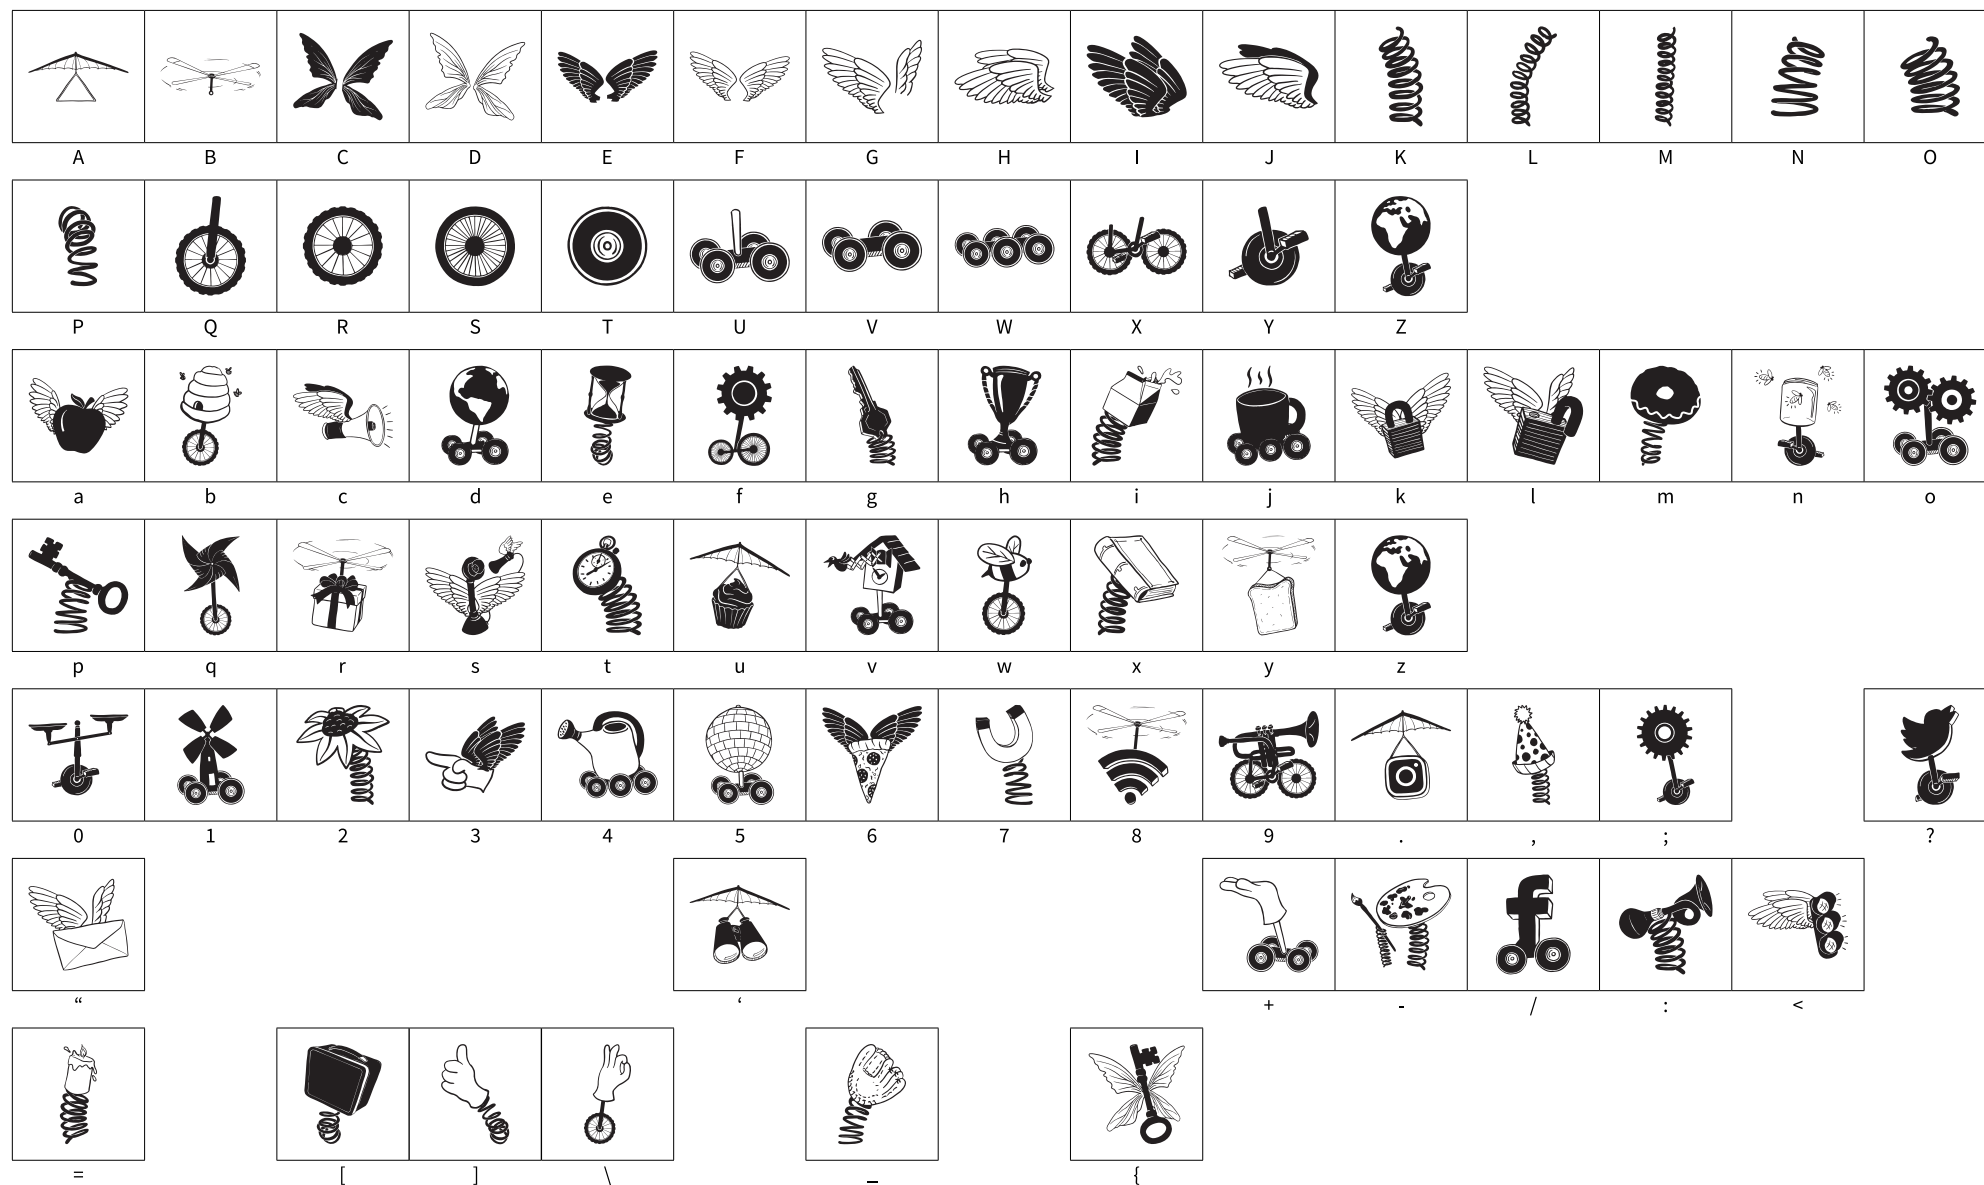 A B C D E F G H I J K L M N O
P Q R S T U V W X Y Z
a b c d e f g h i j k l m n o
p q r s t u v w x y z
0 1 2 3 4 5 6 7 8 9 . , ; ?
“ ‘ + - / : <
= [ ] \ _ {